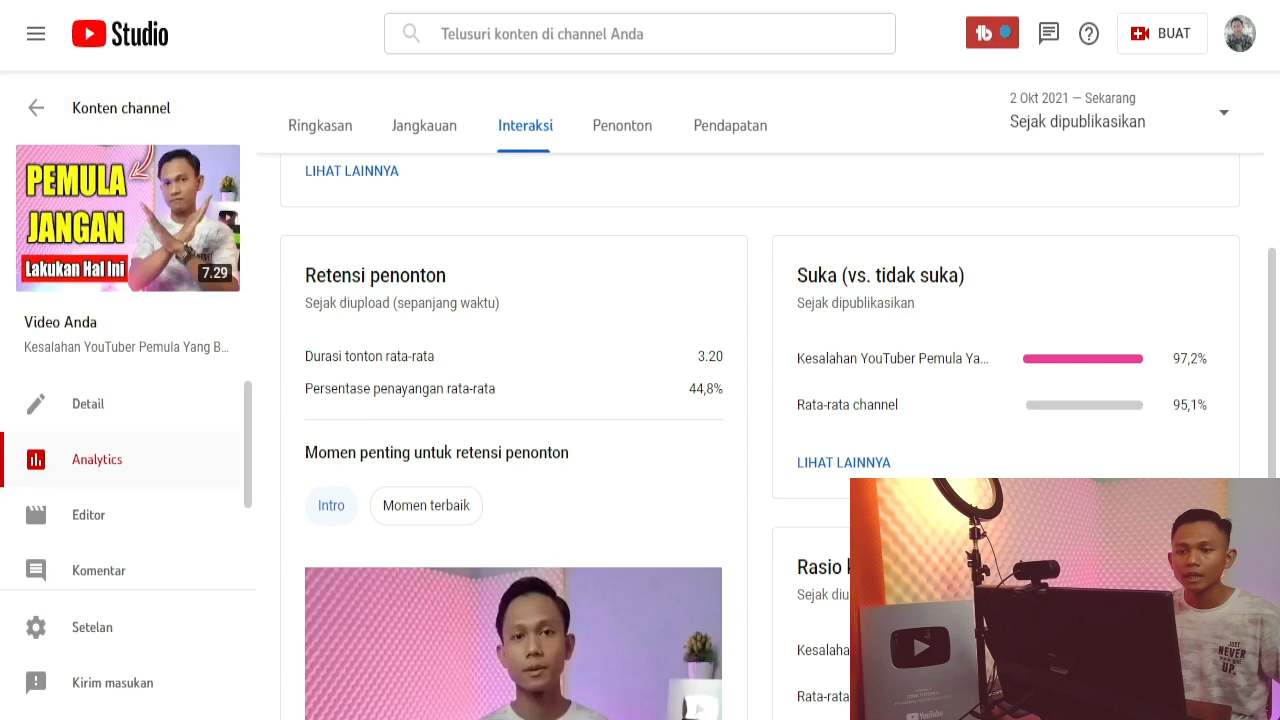 Studio
Telusuri konten di channel Anda
BUAT
Konten channel
Ringkasan
Jangkauan
Interaksi
Penonton
Pendapatan
2 Okt 2021 – Sekarang
Sejak dipublikasikan
LIHAT LAINNYA
PEMULA
JANGAN
Lakukan Hal Ini
7.29
Video Anda
Kesalahan YouTuber Pemula Yang B...
Detail
Analytics
Editor
Komentar
Setelan
Kirim masukan
Retensi penonton
Sejak diupload (sepanjang waktu)
Durasi tonton rata-rata 3.20
Persentase penayangan rata-rata 44,8%
Momen penting untuk retensi penonton
Intro
Momen terbaik
Suka (vs. tidak suka)
Sejak dipublikasikan
Kesalahan YouTuber Pemula Ya... 97,2%
Rata-rata channel 95,1%
LIHAT LAINNYA
Rasio
Sejak diu
Kesalaha
Rata-rata
JUST
NEVER
GIVE
UP.
YouTube